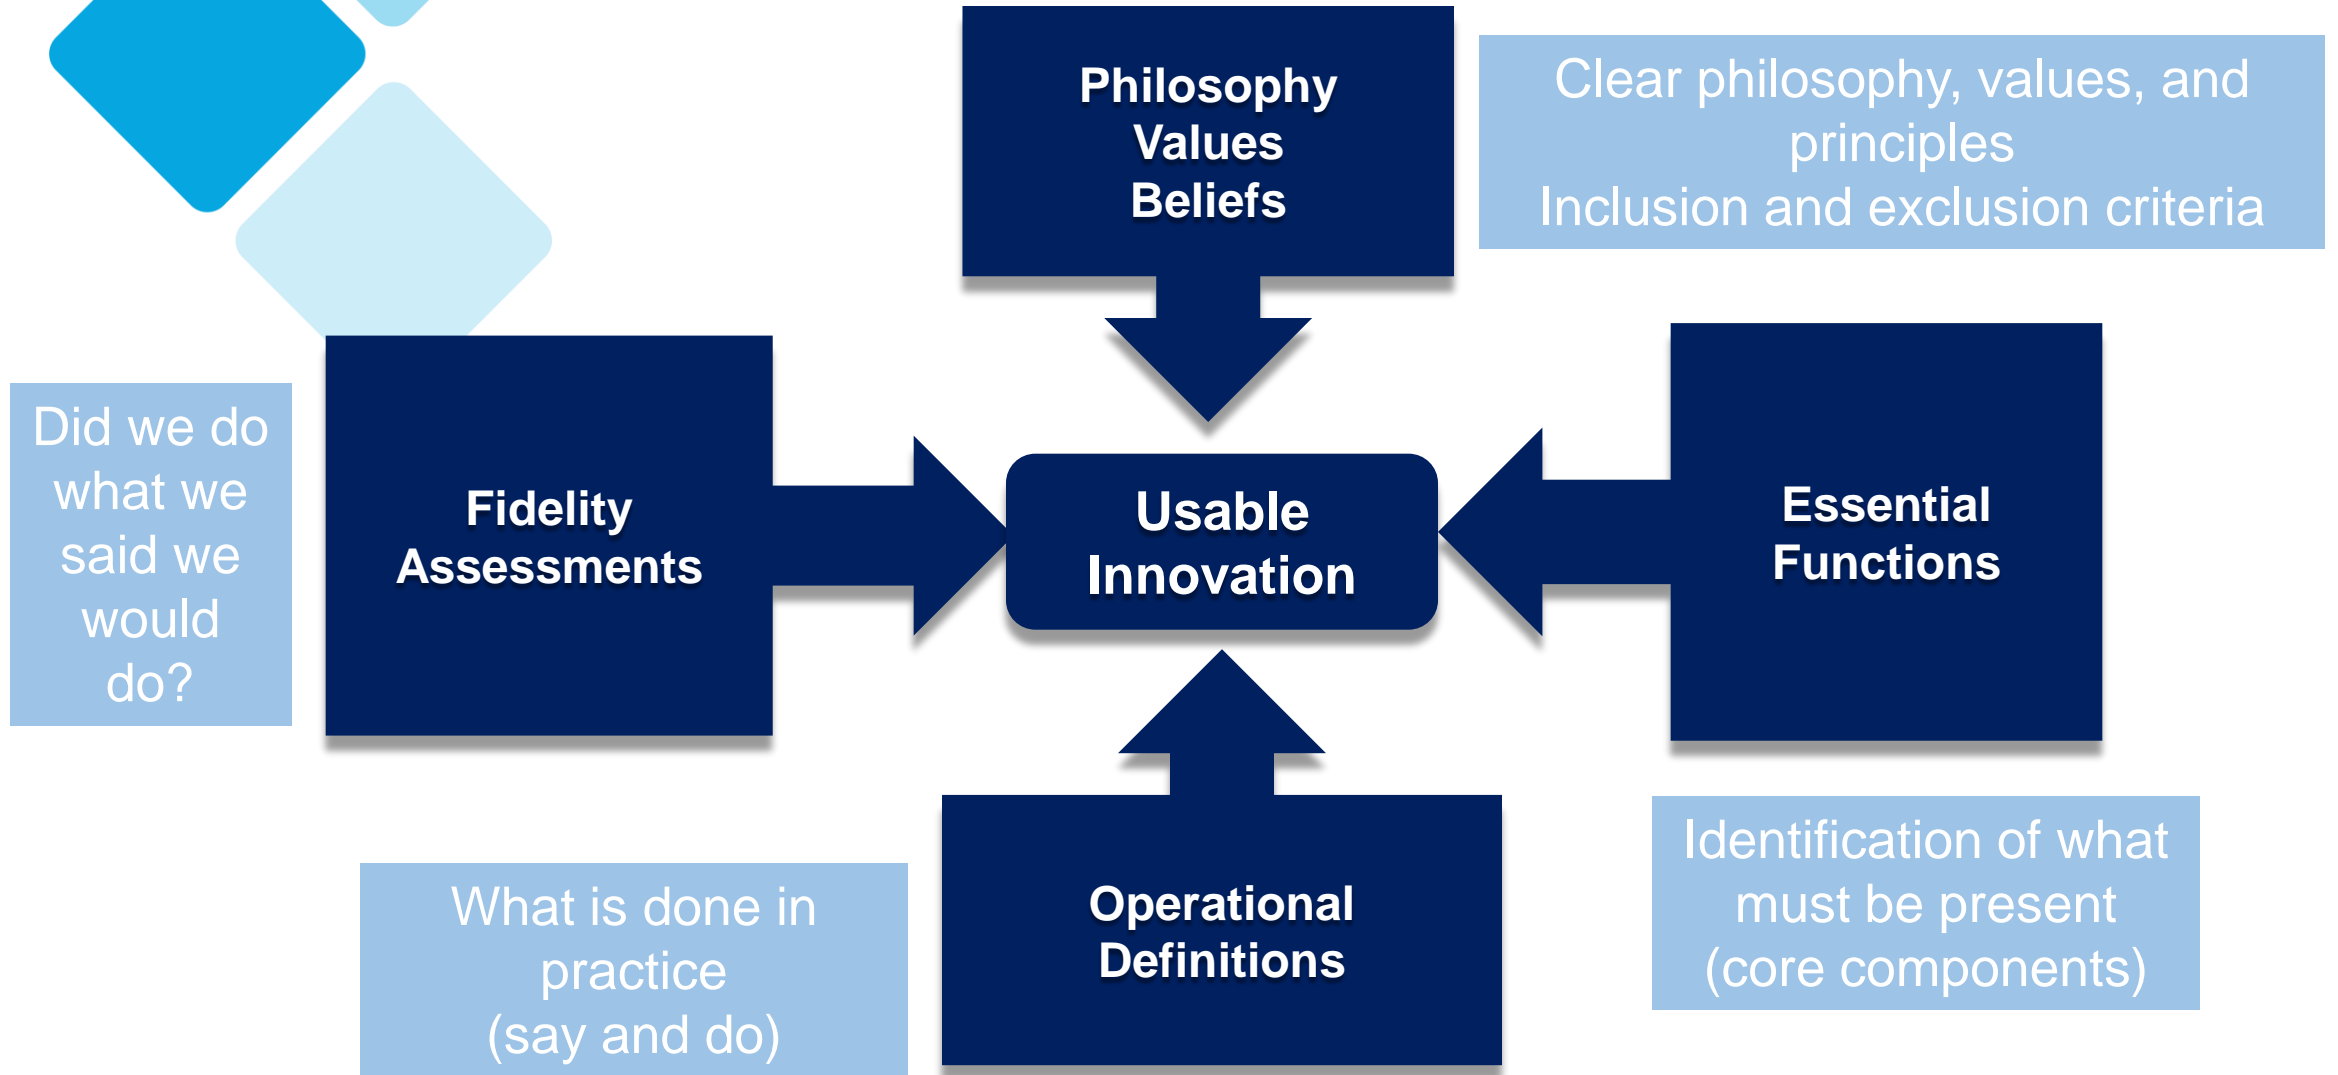 Philosophy
Values
Beliefs
Clear philosophy, values, and
principles
Inclusion and exclusion criteria
Did we do
what we
said we
would
do?
Fidelity
Assessments
Usable
Innovation
Essential
Functions
What is done in
practice
(say and do)
Operational
Definitions
Identification of what
must be present
(core components)